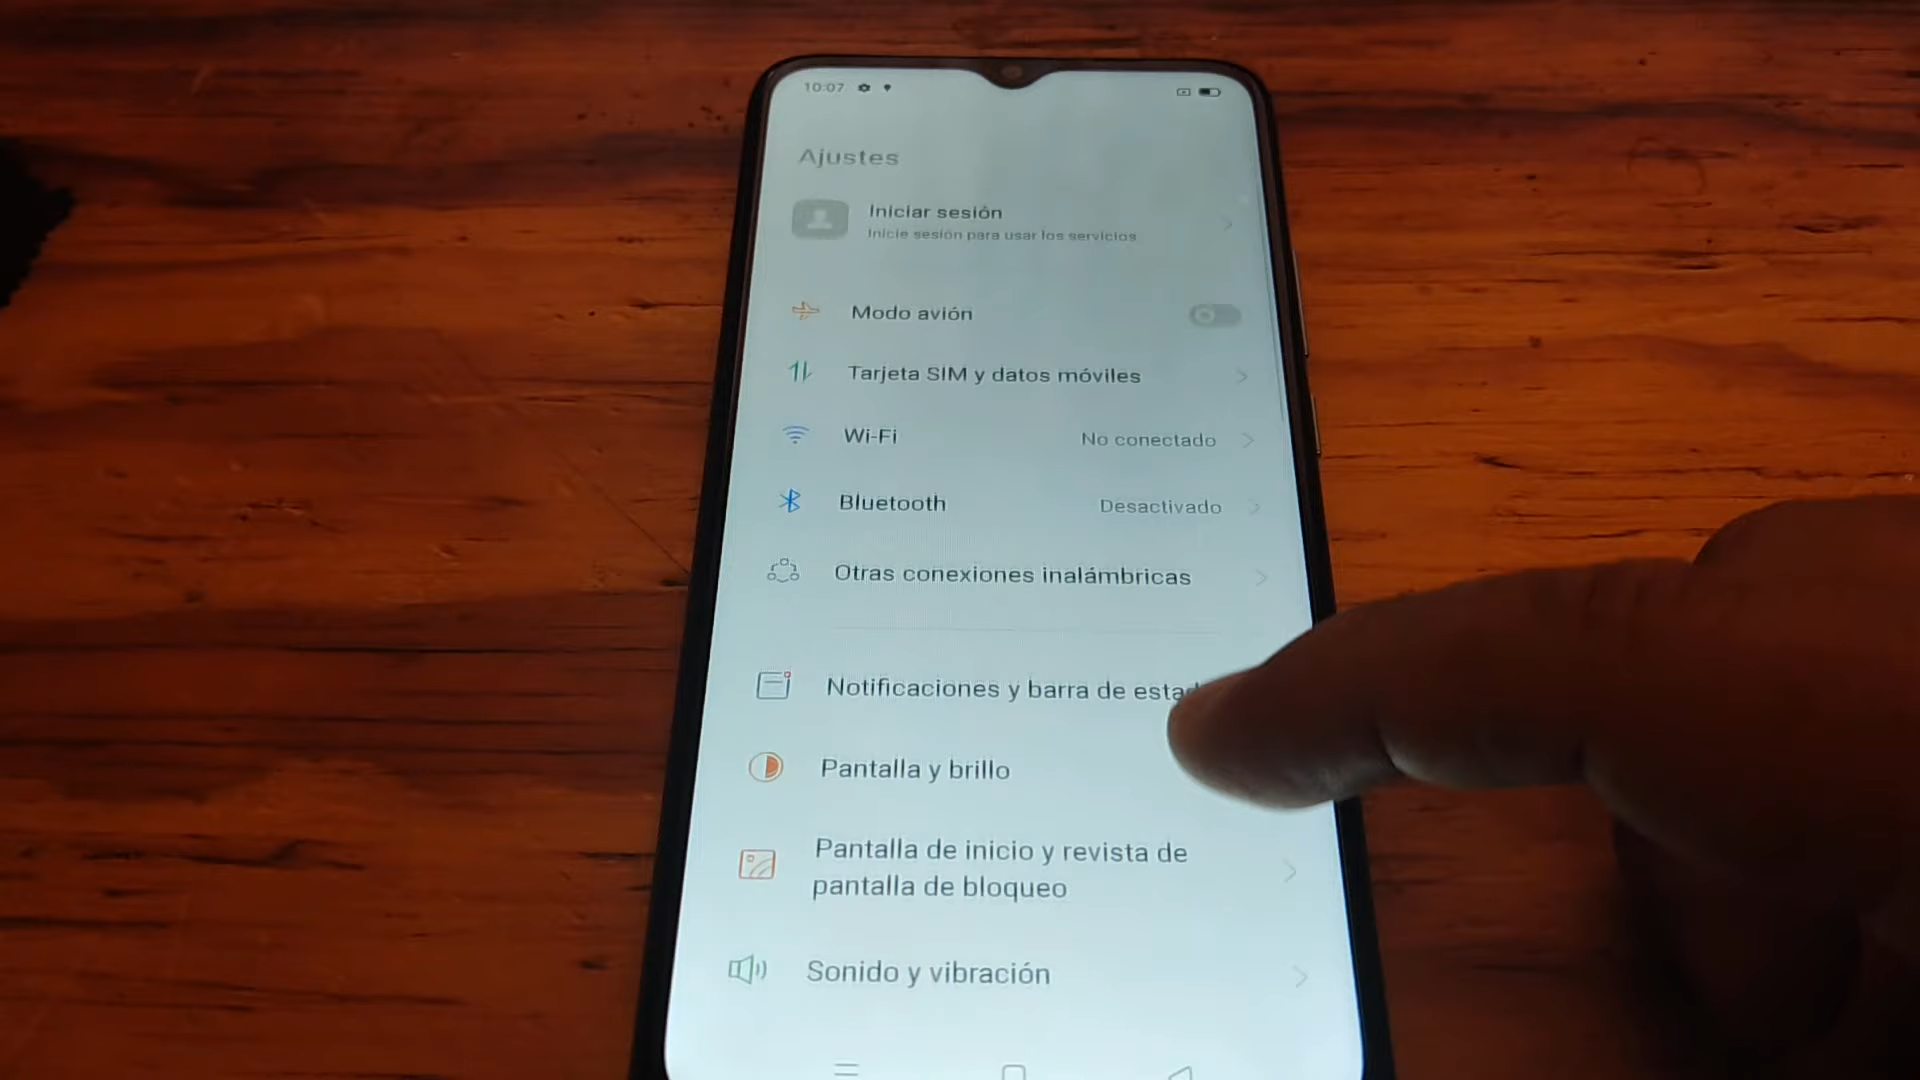 10:07
Ajustes
Iniciar sesión
Inicie sesión para usar los servicios
Modo avión
Tarjeta SIM y datos móviles
Wi-Fi No conectado
Bluetooth Desactivado
Otras conexiones inalámbricas
Notificaciones y barra de
Pantalla y brillo
Pantalla de inicio y revista de
pantalla de bloqueo
Sonido y vibración